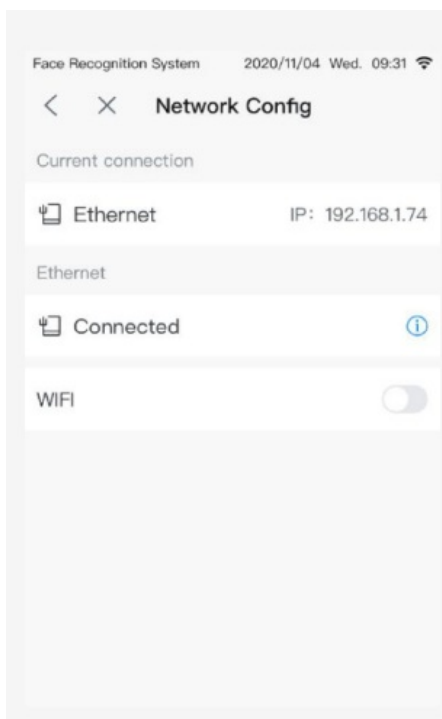 Face Recognition System 2020/11/04 Wed. 09:31
Network Config
Current connection
Ethernet IP: 192.168.1.74
Ethernet
Connected
WIFI